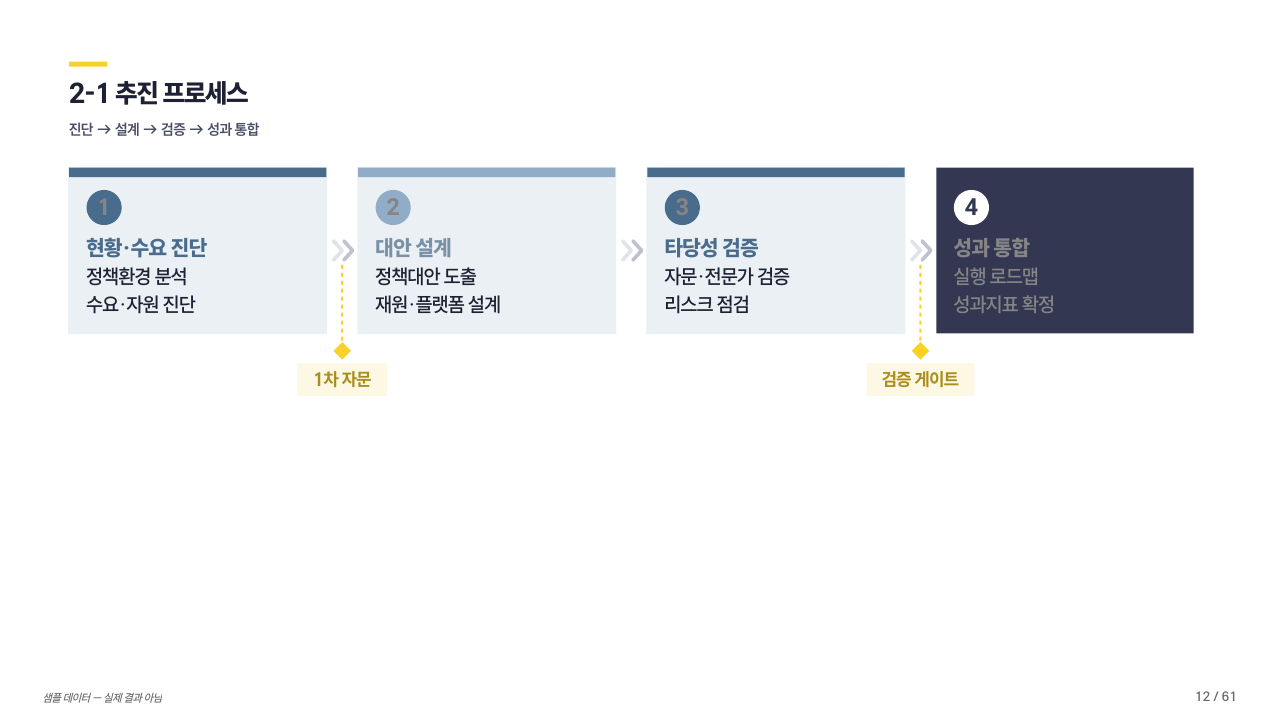 2-1 추진 프로세스
진단 → 설계 → 검증 → 성과 통합
1
현황·수요 진단
정책환경 분석
수요·자원 진단
2
대안 설계
정책대안 도출
재원·플랫폼 설계
3
타당성 검증
자문·전문가 검증
리스크 점검
4
성과 통합
실행 로드맵
성과지표 확정
1차 자문
검증 게이트
샘플 데이터 — 실제 결과 아님
12 / 61